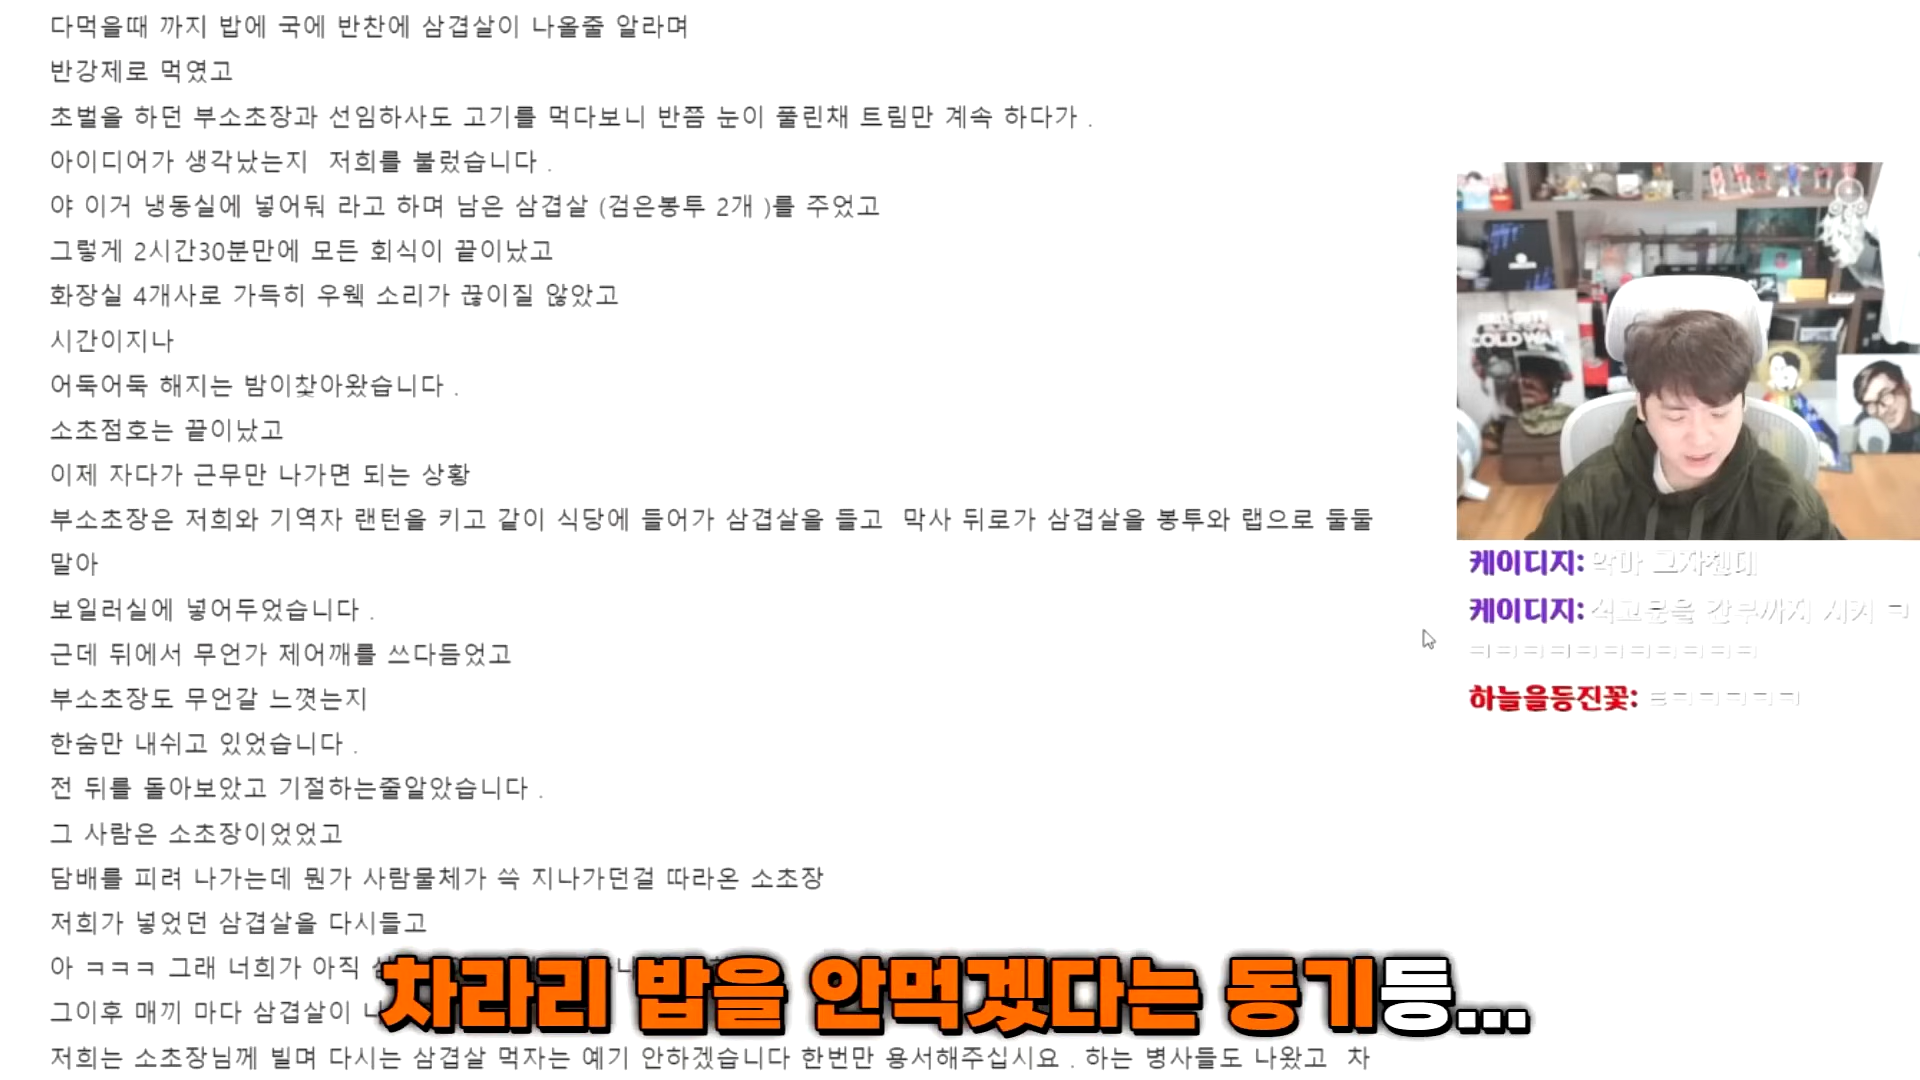 다먹을때 까지 밥에 국에 반찬에 삼겹살이 나올줄 알라며
반강제로 먹였고
초벌을 하던 부소초장과 선임하사도 고기를 먹다보니 반쯤 눈이 풀린채 트림만 계속 하다가 .
아이디어가 생각났는지  저희를 불렀습니다 .
야 이거 냉동실에 넣어둬 라고 하며 남은 삼겹살 (검은봉투 2개 )를 주었고
그렇게 2시간30분만에 모든 회식이 끝이났고
화장실 4개사로 가득히 우웩 소리가 끊이질 않았고
시간이지나
어둑어둑 해지는 밤이찾아왔습니다 .
소초점호는 끝이났고
이제 자다가 근무만 나가면 되는 상황
부소초장은 저희와 기역자 랜턴을 키고 같이 식당에 들어가 삼겹살을 들고  막사 뒤로가 삼겹살을 봉투와 랩으로 둘둘
말아
보일러실에 넣어두었습니다 .
근데 뒤에서 무언가 제어깨를 쓰다듬었고
부소초장도 무언갈 느꼇는지
한숨만 내쉬고 있었습니다 .
전 뒤를 돌아보았고 기절하는줄알았습니다 .
그 사람은 소초장이었었고
담배를 피려 나가는데 뭔가 사람물체가 쓱 지나가던걸 따라온 소초장
저희가 넣었던 삼겹살을 다시들고
아 ㅋㅋㅋ 그래 너희가 아직
그이후 매끼 마다 삼겹살이
차라리 밥을 안먹겠다는 동기등...
저희는 소초장님께 빌며 다시는 삼겹살 먹자는 예기 안하겠습니다 한번만 용서해주십시요 . 하는 병사들도 나왔고  차
COLD WAR
케이디지: 악마 그자첸데
케이디지: 식고문을 간부까지 시켜 ㅋ
ㅋㅋㅋㅋㅋㅋㅋㅋㅋㅋㅋ
하늘을등진꽃: ㅌㅋㅋㅋㅋㅋ